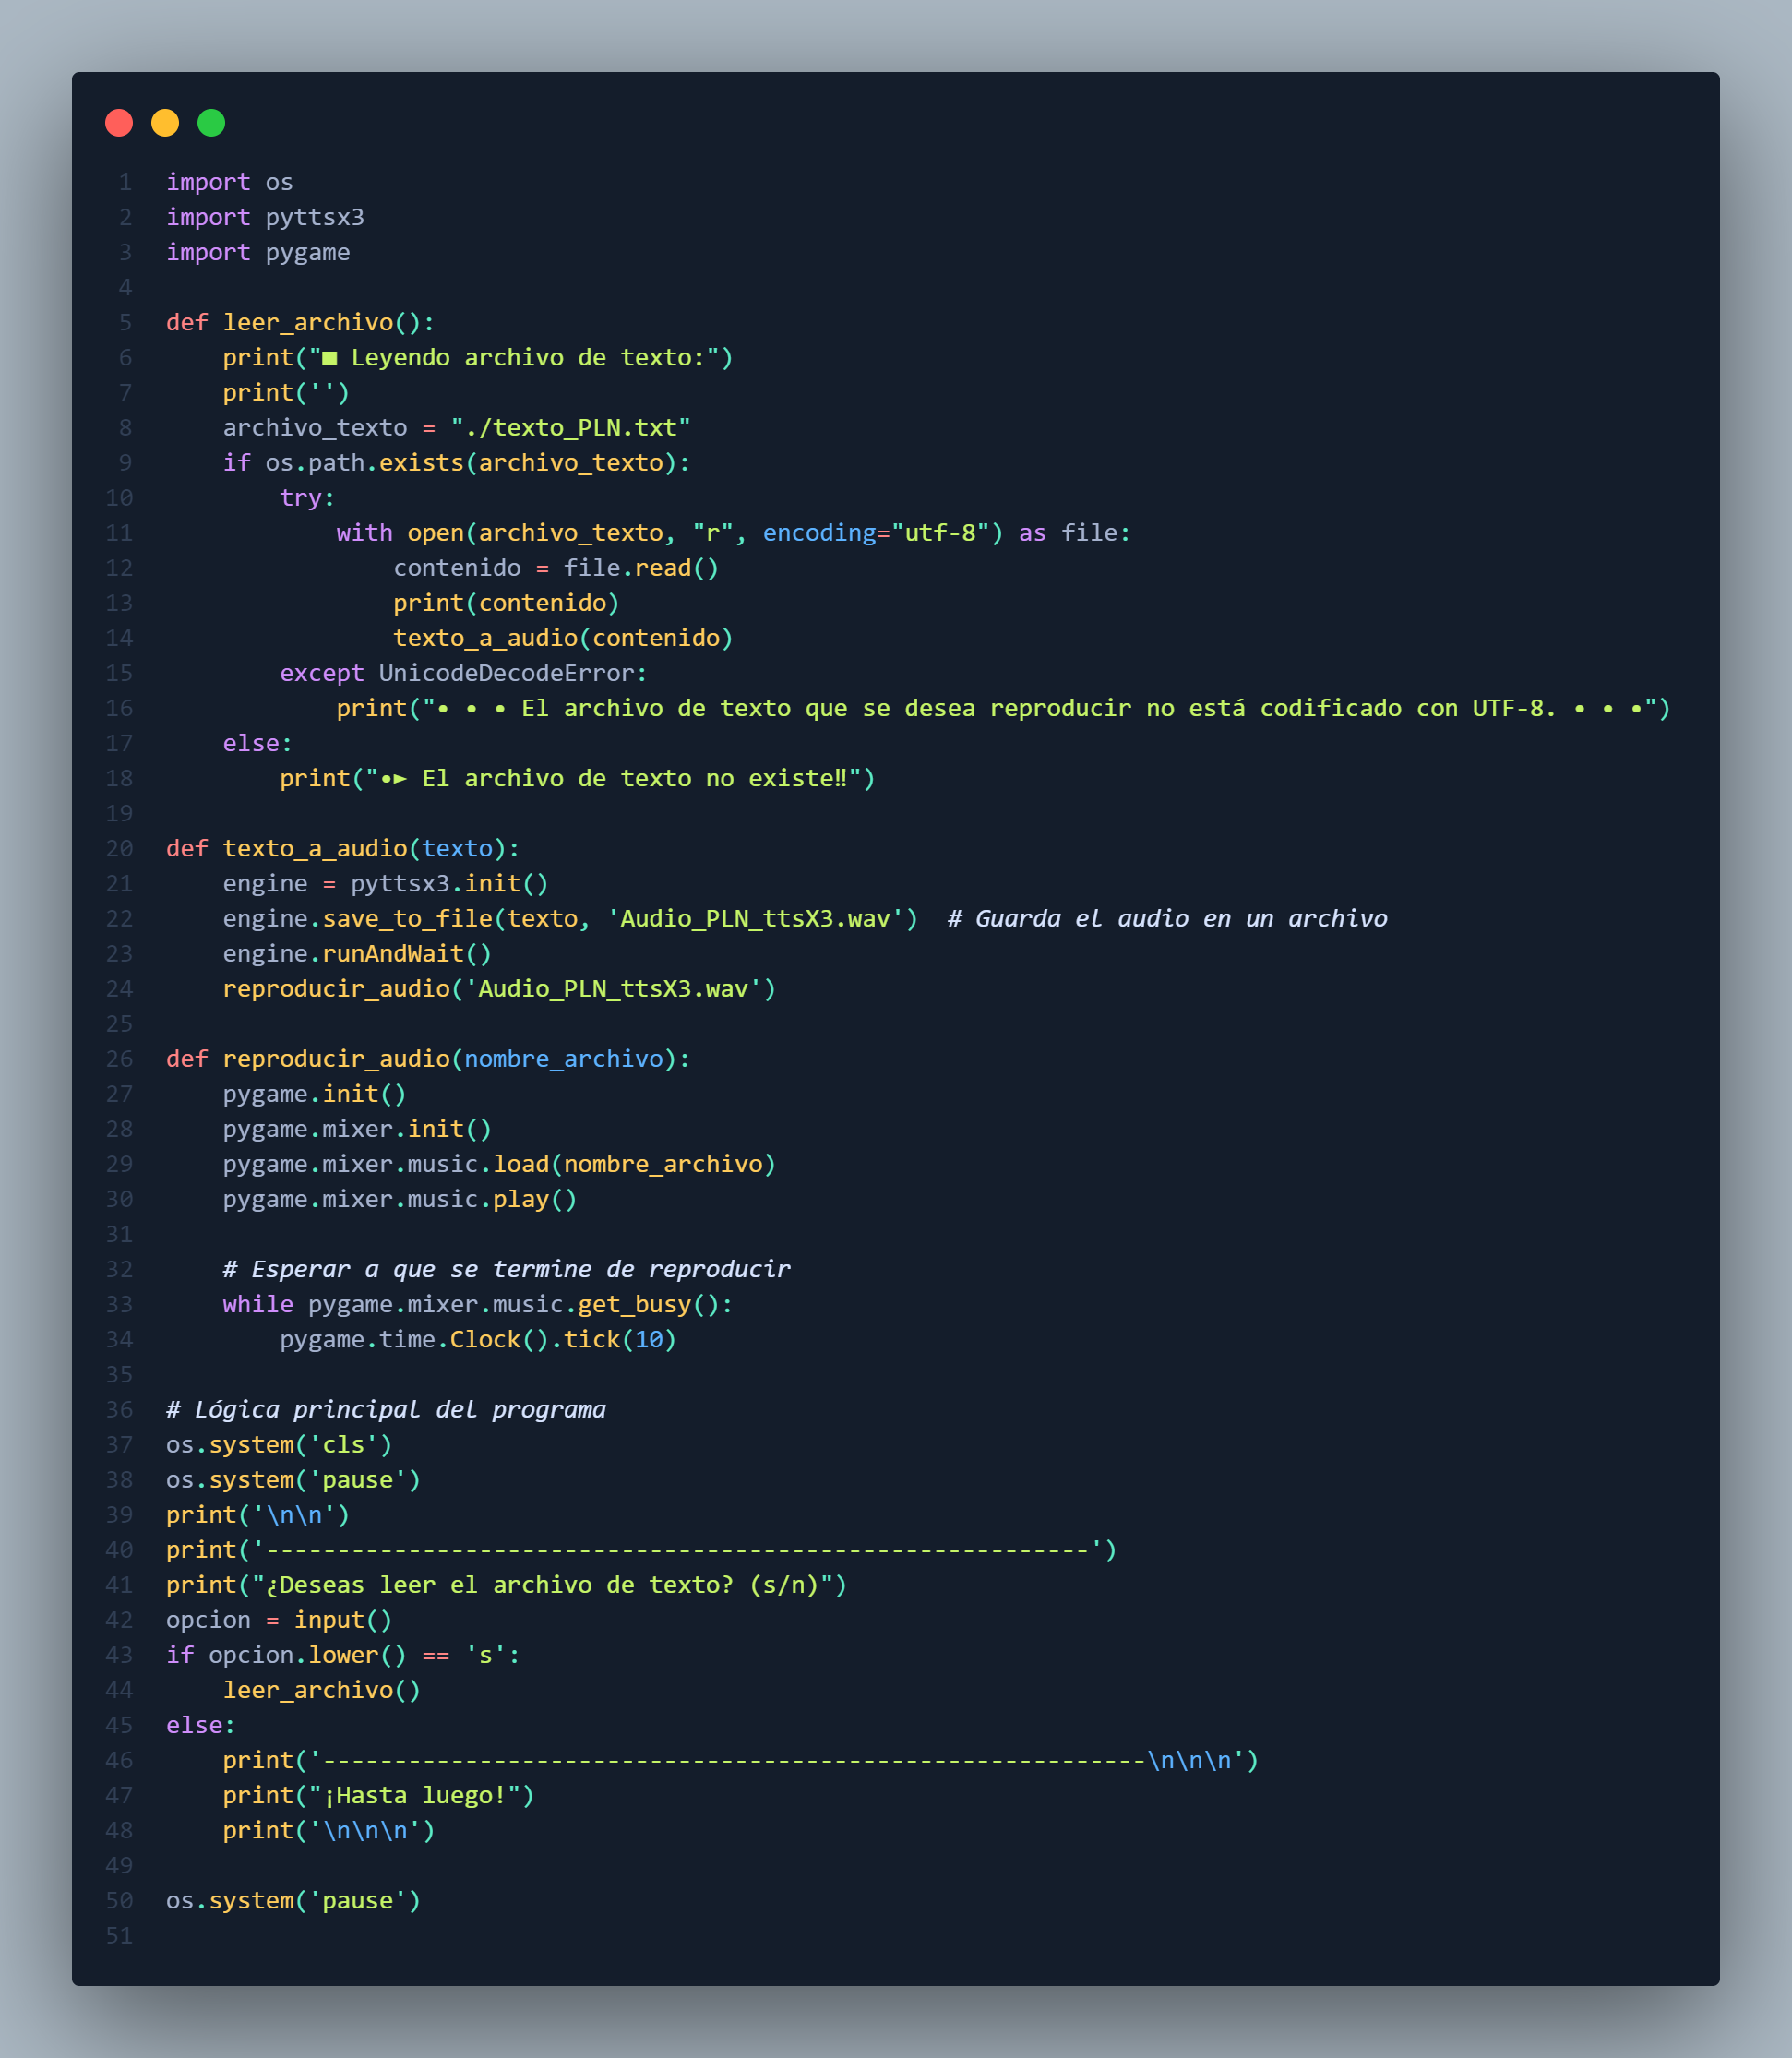 1 import os
2 import pyttsx3
3 import pygame
4
5 def leer_archivo():
6     print("■ Leyendo archivo de texto:")
7     print('')
8     archivo_texto = "./texto_PLN.txt"
9     if os.path.exists(archivo_texto):
10         try:
11             with open(archivo_texto, "r", encoding="utf-8") as file:
12                 contenido = file.read()
13                 print(contenido)
14                 texto_a_audio(contenido)
15         except UnicodeDecodeError:
16             print("• • • El archivo de texto que se desea reproducir no está codificado con UTF-8. • • •")
17     else:
18         print("•► El archivo de texto no existe‼")
19
20 def texto_a_audio(texto):
21     engine = pyttsx3.init()
22     engine.save_to_file(texto, 'Audio_PLN_ttsX3.wav')  # Guarda el audio en un archivo
23     engine.runAndWait()
24     reproducir_audio('Audio_PLN_ttsX3.wav')
25
26 def reproducir_audio(nombre_archivo):
27     pygame.init()
28     pygame.mixer.init()
29     pygame.mixer.music.load(nombre_archivo)
30     pygame.mixer.music.play()
31
32     # Esperar a que se termine de reproducir
33     while pygame.mixer.music.get_busy():
34         pygame.time.Clock().tick(10)
35
36 # Lógica principal del programa
37 os.system('cls')
38 os.system('pause')
39 print('\n\n')
40 print('----------------------------------------------------------')
41 print("¿Deseas leer el archivo de texto? (s/n)")
42 opcion = input()
43 if opcion.lower() == 's':
44     leer_archivo()
45 else:
46     print('----------------------------------------------------------\n\n\n')
47     print("¡Hasta luego!")
48     print('\n\n\n')
49
50 os.system('pause')
51